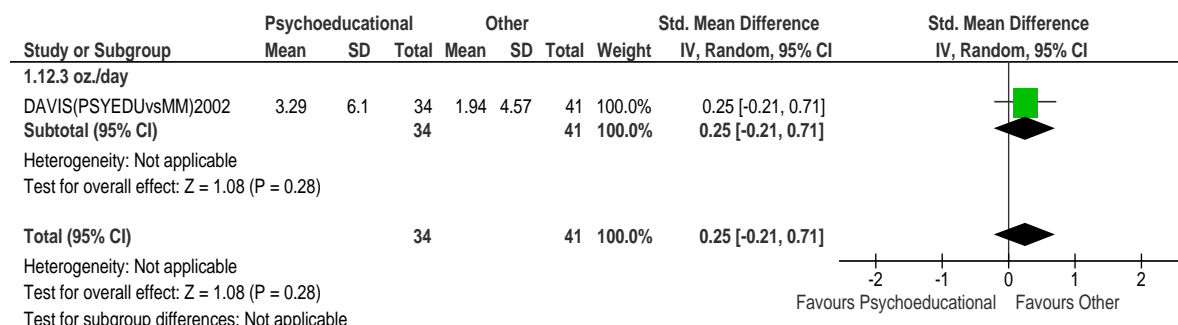 Psychoeducational Other Std. Mean Difference Std. Mean Difference
Study or Subgroup Mean SD Total Mean SD Total Weight IV, Random, 95% CI IV, Random, 95% CI
1.12.3 oz./day
DAVIS(PSYEDUvsMM)2002 3.29 6.1 34 1.94 4.57 41 100.0% 0.25 [-0.21, 0.71]
Subtotal (95% CI) 34 41 100.0% 0.25 [-0.21, 0.71]
Heterogeneity: Not applicable
Test for overall effect: Z = 1.08 (P = 0.28)
Total (95% CI) 34 41 100.0% 0.25 [-0.21, 0.71]
Heterogeneity: Not applicable
-2 -1 0 1 2
Test for overall effect: Z = 1.08 (P = 0.28)
Favours Psychoeducational Favours Other
Test for subgroup differences: Not applicable